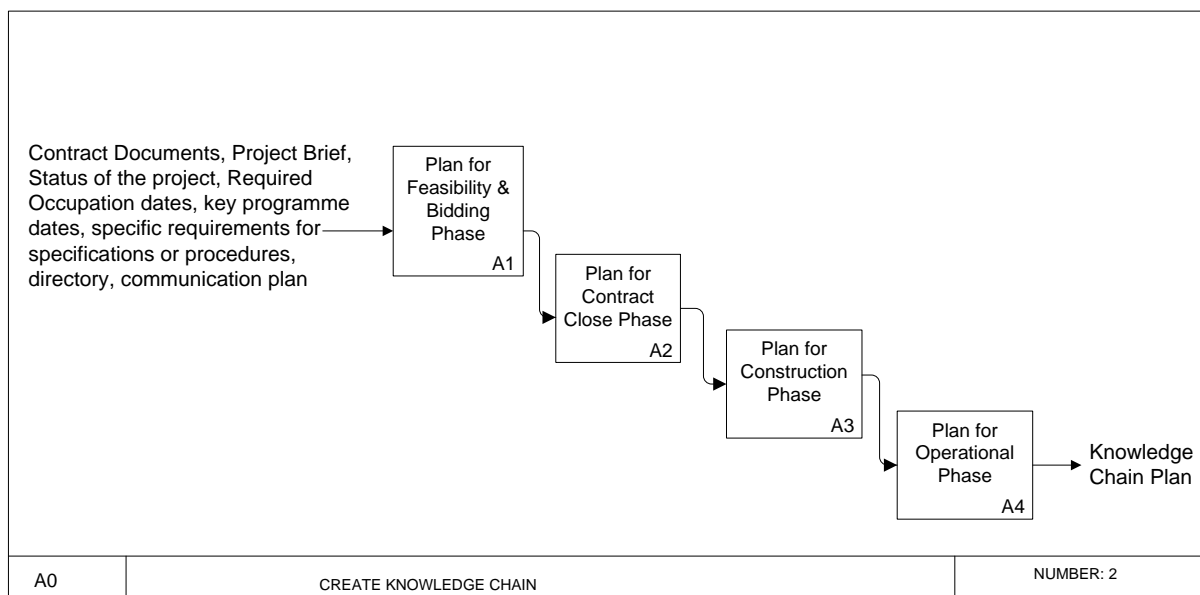 Contract Documents, Project Brief,
Status of the project, Required
Occupation dates, key programme
dates, specific requirements for
specifications or procedures,
directory, communication plan
Plan for
Feasibility &
Bidding
Phase
A1
Plan for
Contract
Close Phase
A2
Plan for
Construction
Phase
A3
Plan for
Operational
Phase
A4
Knowledge
Chain Plan
A0
CREATE KNOWLEDGE CHAIN
NUMBER: 2